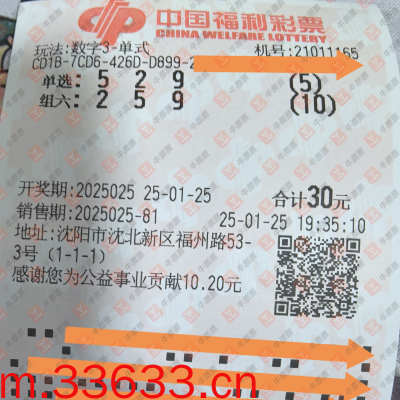 中国福利彩票
CHINA WELFARE LOTTERY
玩法:数字3-单式 机号:21011165
CD18-7CD6-426D-D899-2
单选:5 2 9 (5)
组六:2 5 9 (10)
开奖期:2025025 25-01-25 合计30元
销售期:2025025-81 25-01-25 19:35:10
地址:沈阳市沈北新区福州路53-
3号(1-1-1)
感谢您为公益事业贡献10.20元
m.33633.cn